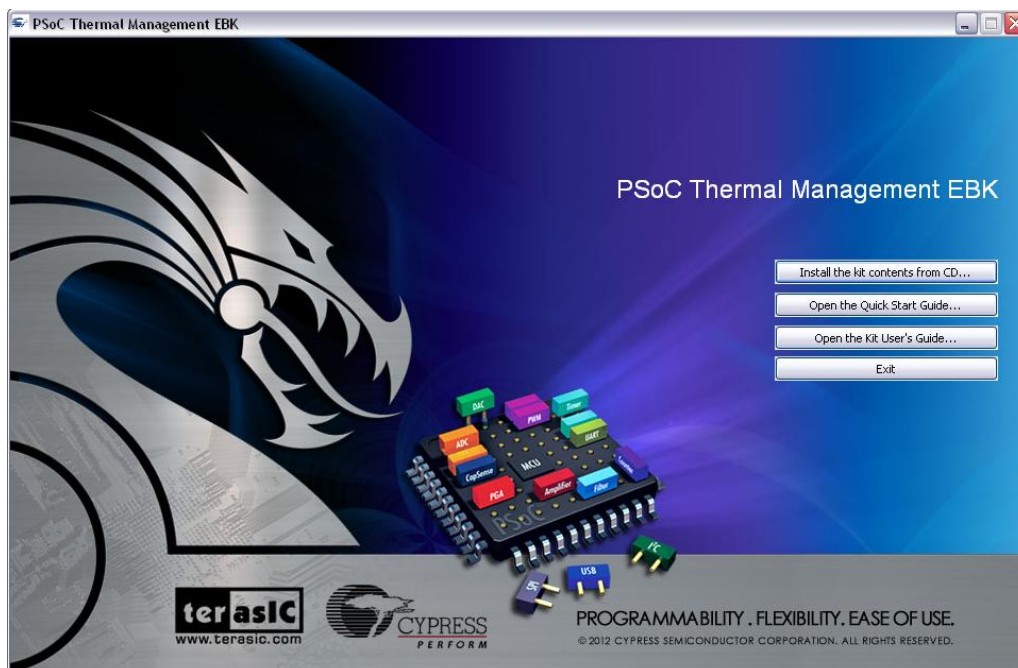 PSoC Thermal Management EBK
PSoC Thermal Management EBK
Install the kit contents from CD...
Open the Quick Start Guide...
Open the Kit User's Guide...
Exit
DAC
PWM
Timer
ADC
UART
CapSense
MCU
PGA
Amplifier
Filter
PSoC
I²C
USB
terasIC
www.terasic.com
CYPRESS
PERFORM
PROGRAMMABILITY . FLEXIBILITY. EASE OF USE.
© 2012 CYPRESS SEMICONDUCTOR CORPORATION. ALL RIGHTS RESERVED.